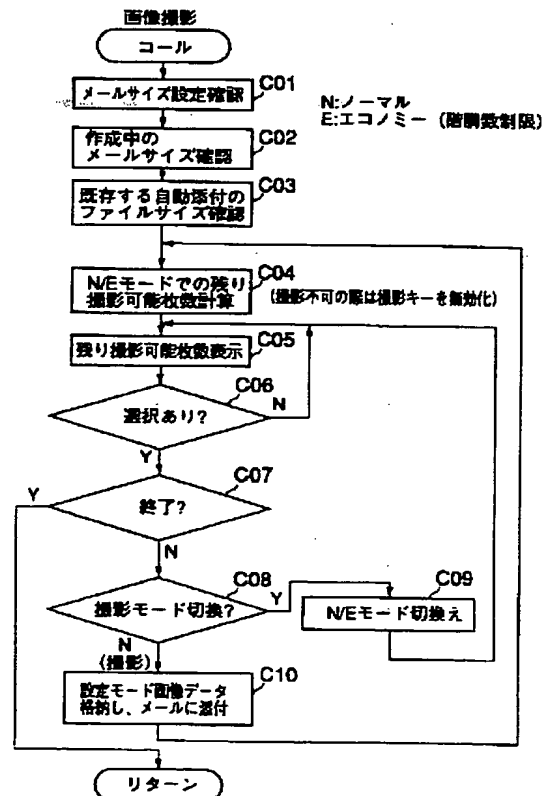 画像撮影
コール
C01
メールサイズ設定確認
N:ノーマル
E:エコノミー (階調数制限)
C02
作成中の
メールサイズ確認
C03
既存する自動添付の
ファイルサイズ確認
C04
N/Eモードでの残り
撮影可能枚数計算
(撮影不可の際は撮影キーを無効化)
C05
残り撮影可能枚数表示
C06
選択あり?
N
Y
C07
終了?
Y
N
C08
撮影モード切換?
Y
C09
N/Eモード切換え
N
(撮影)
C10
設定モード画像データ
格納し、メールに添付
リターン